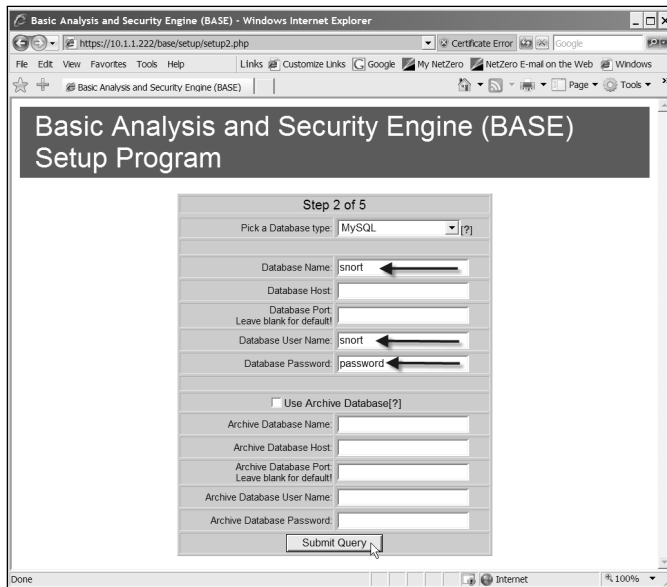 Basic Analysis and Security Engine (BASE) - Windows Internet Explorer
https://10.1.1.222/base/setup/setup2.php
Certificate Error
Google
File Edit View Favorites Tools Help
Links Customize Links Google My NetZero NetZero E-mail on the Web Windows
Basic Analysis and Security Engine (BASE)
Page Tools
Basic Analysis and Security Engine (BASE)
Setup Program
Step 2 of 5
Pick a Database type: MySQL [?]
Database Name: snort
Database Host:
Database Port:
Leave blank for default!
Database User Name: snort
Database Password: password
Use Archive Database[?]
Archive Database Name:
Archive Database Host:
Archive Database Port:
Leave blank for default!
Archive Database User Name:
Archive Database Password:
Submit Query
Done Internet 100%